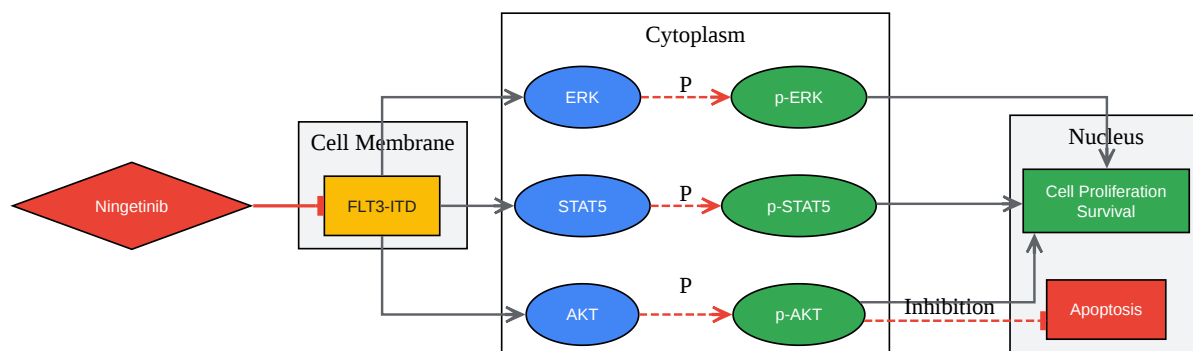 Cytoplasm
ERK
P
p-ERK
Cell Membrane
Nucleus
Ningetinib
FLT3-ITD
STAT5
P
p-STAT5
Cell Proliferation
Survival
AKT
P
p-AKT
Inhibition
Apoptosis